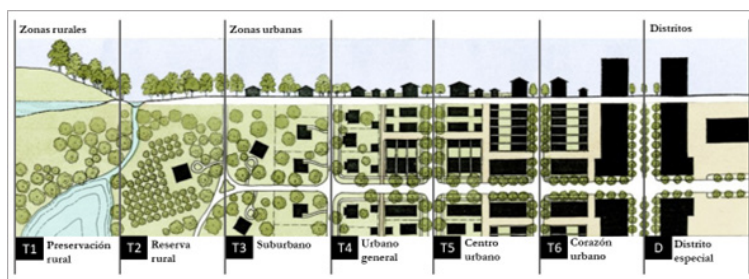 Zonas rurales
Zonas urbanas
Distritos
T1 Preservación rural
T2 Reserva rural
T3 Suburbano
T4 Urbano general
T5 Centro urbano
T6 Corazón urbano
D Distrito especial